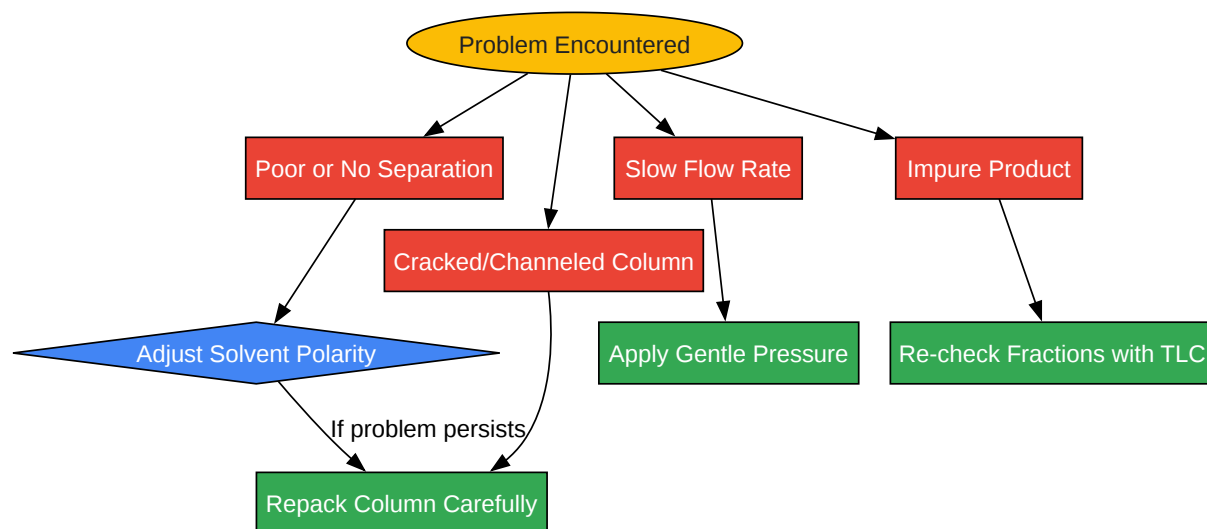 Problem Encountered
Poor or No Separation
Slow Flow Rate
Impure Product
Cracked/Channeled Column
Adjust Solvent Polarity
Apply Gentle Pressure
Re-check Fractions with TLC
If problem persists
Repack Column Carefully